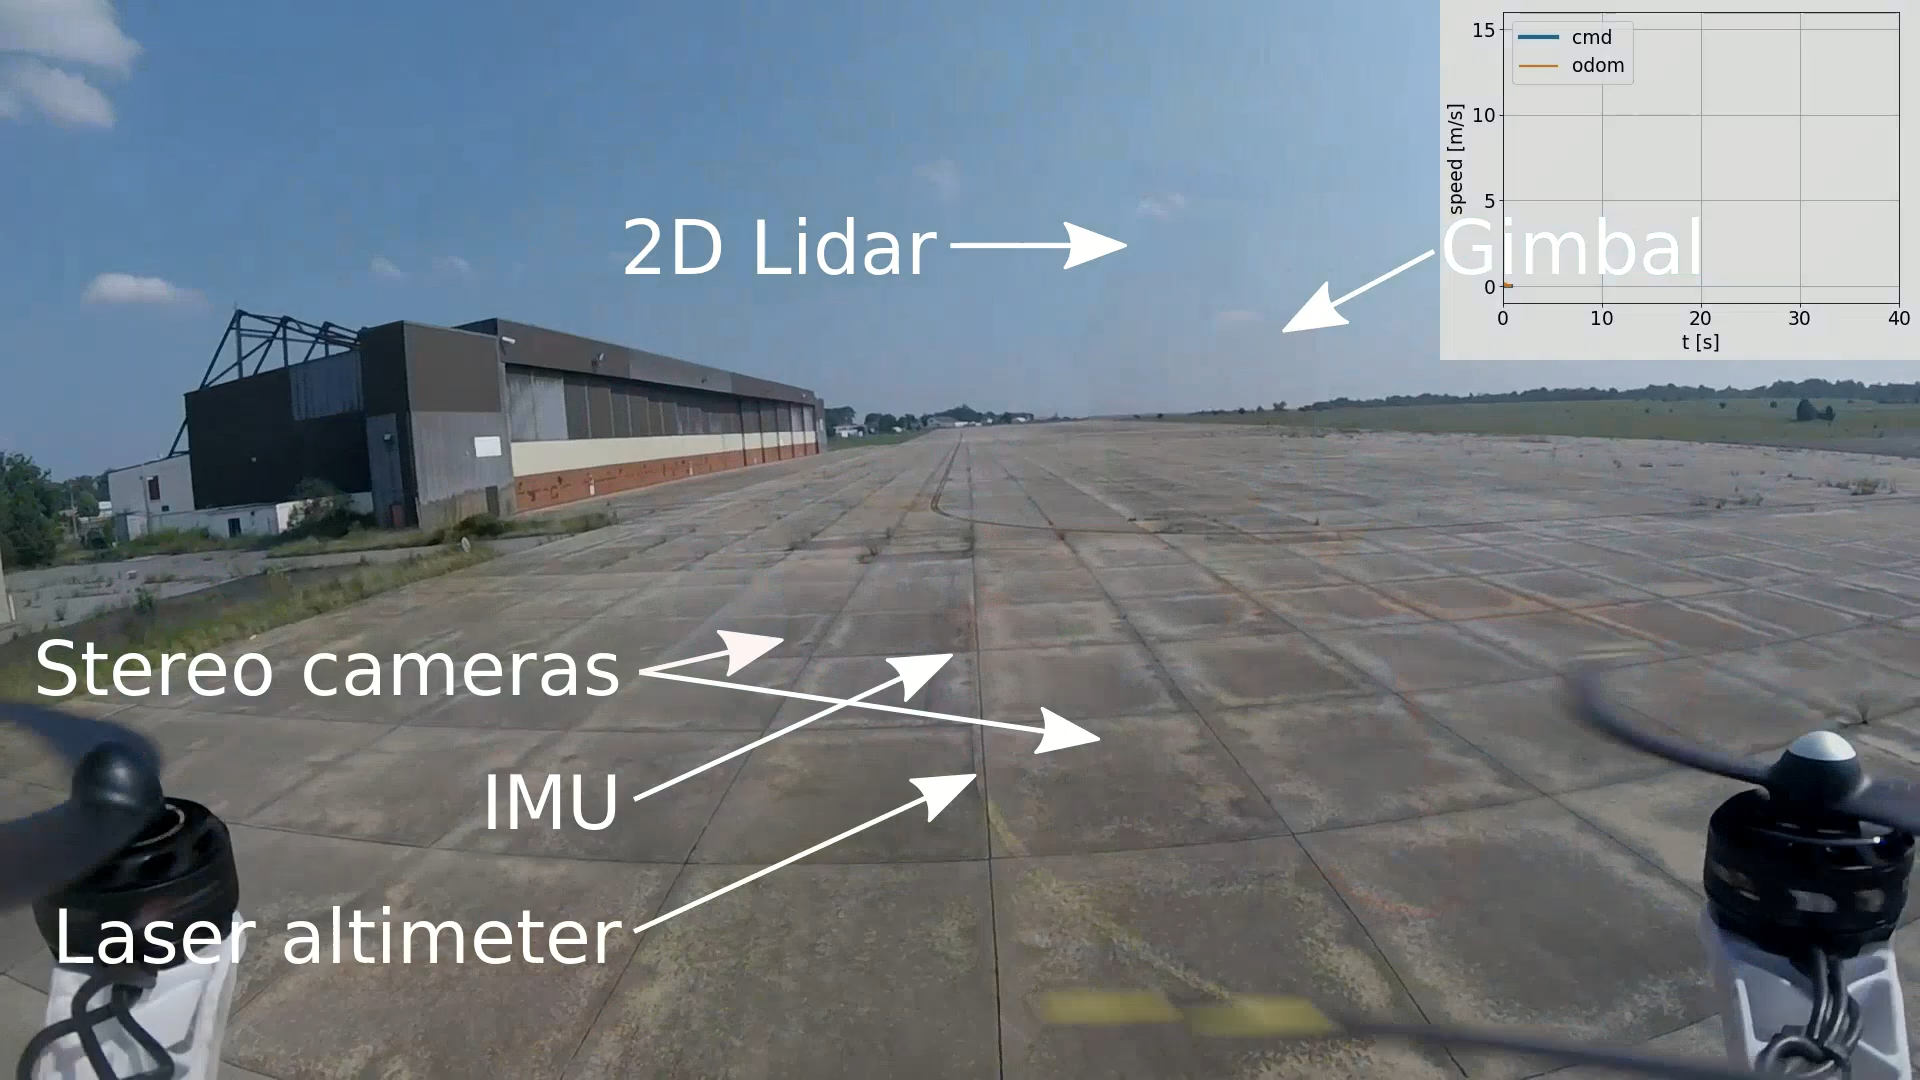 15
cmd
odom
10
speed [m/s]
5
2D Lidar
Gimbal
0
0 10 20 30 40
t [s]
Stereo cameras
IMU
Laser altimeter